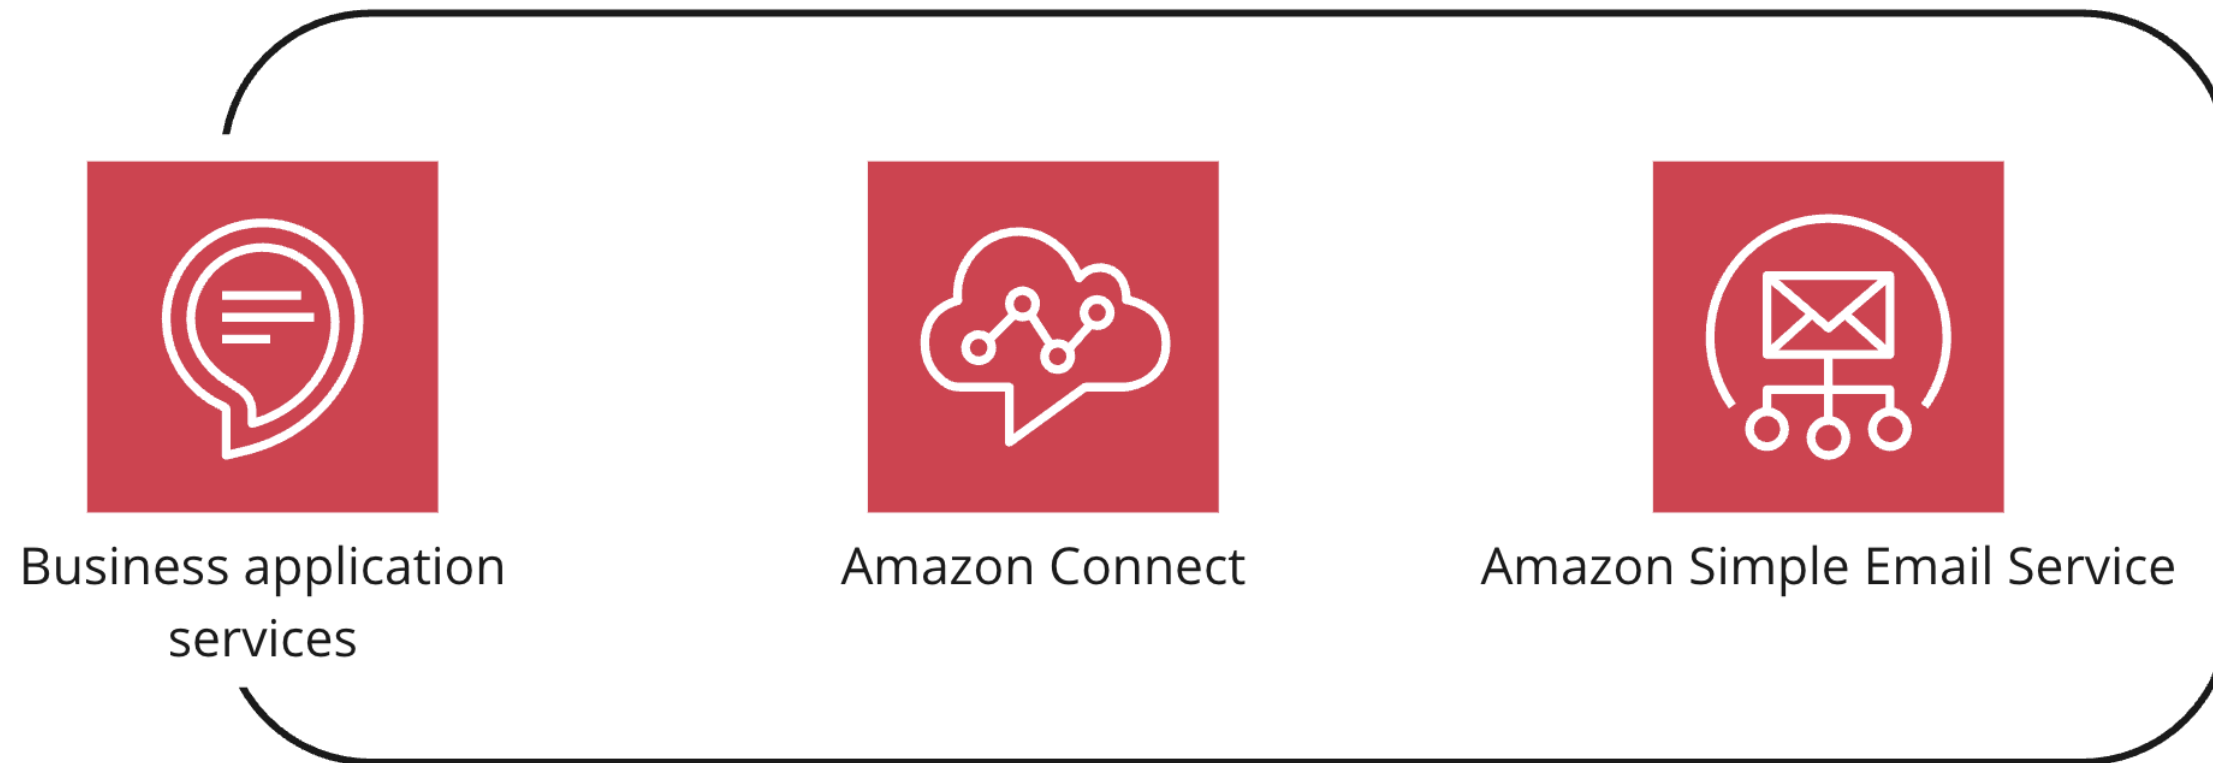 Business application
services
Amazon Connect
Amazon Simple Email Service